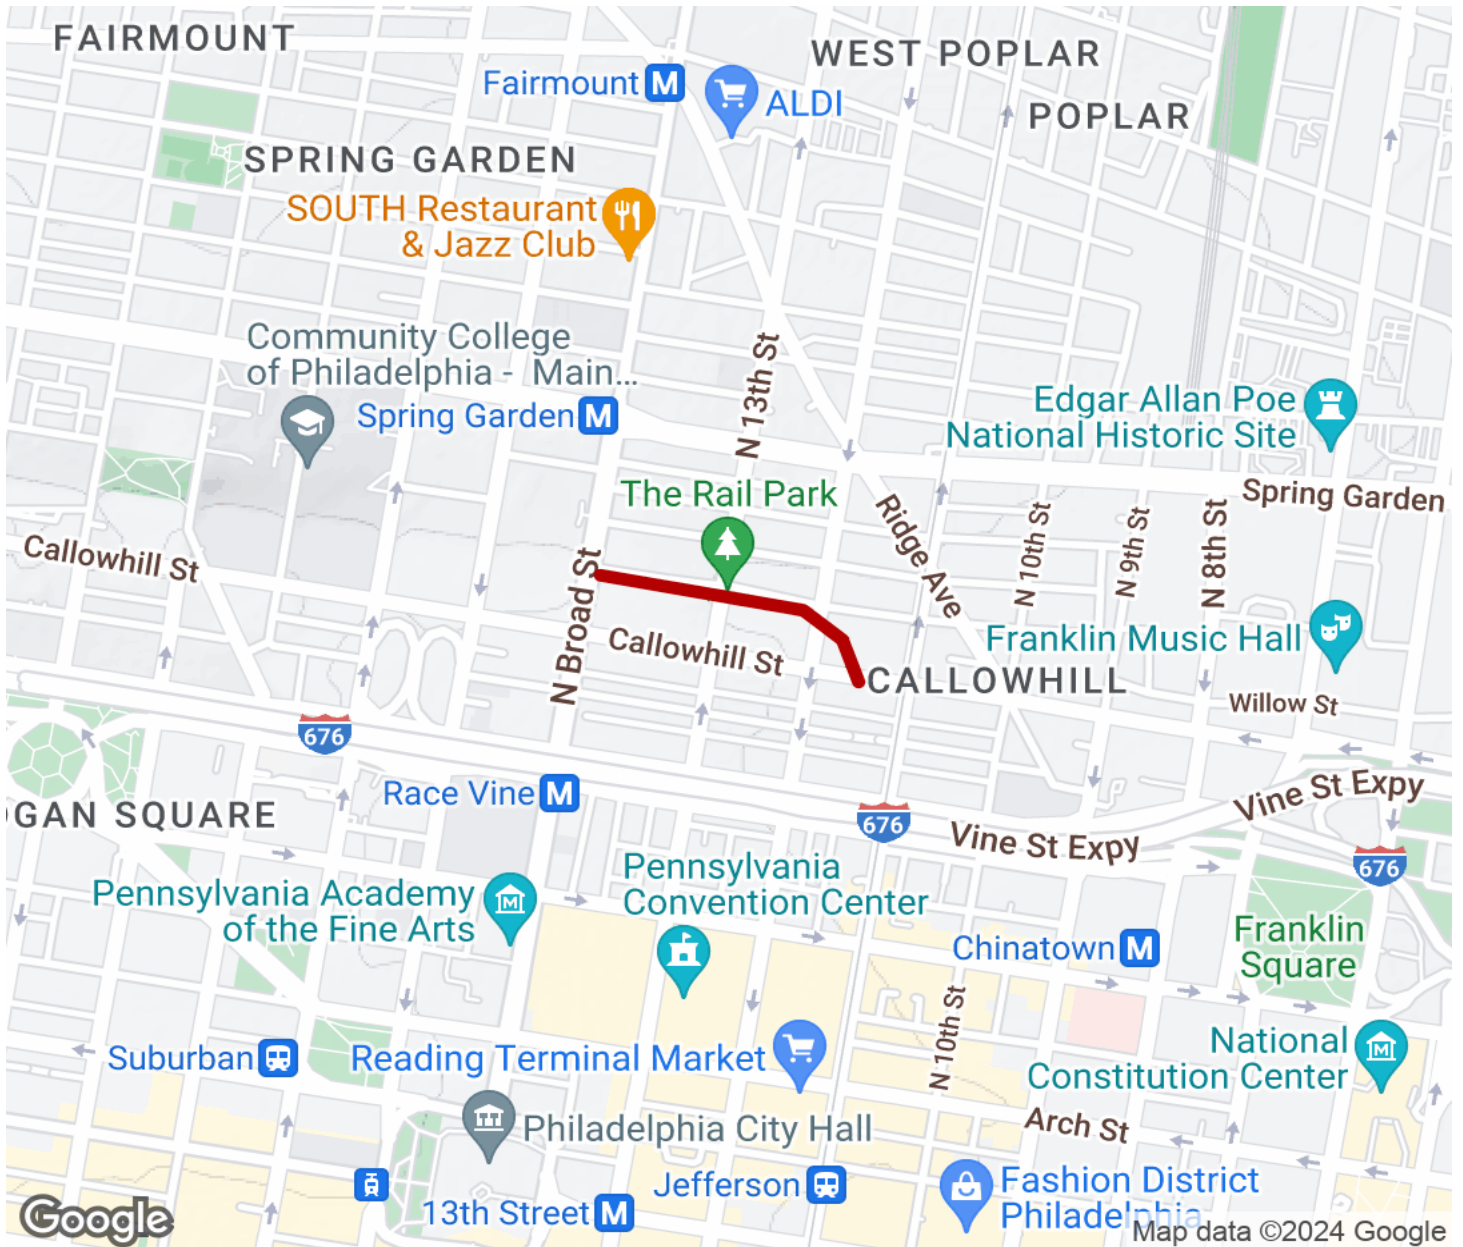 FAIRMOUNT
WEST POPLAR
Fairmount M
ALDI
POPLAR
SPRING GARDEN
SOUTH Restaurant
& Jazz Club
Community College
of Philadelphia - Main...
N 13th St
Spring Garden M
Edgar Allan Poe
National Historic Site
The Rail Park
Spring Garden
Ridge Ave
N 10th St
N 9th St
N 8th St
Callowhill St
N Broad St
Callowhill St
Franklin Music Hall
CALLOWHILL
Willow St
676
Race Vine M
Vine St Expy
GAN SQUARE
676
Vine St Expy
676
Pennsylvania
Convention Center
Pennsylvania Academy
of the Fine Arts
M
Chinatown M
Franklin
Square
N 10th St
National
Constitution Center
M
Suburban
Reading Terminal Market
Arch St
Philadelphia City Hall
Jefferson
Fashion District
Philadelphia
13th Street M
Google
Map data ©2024 Google